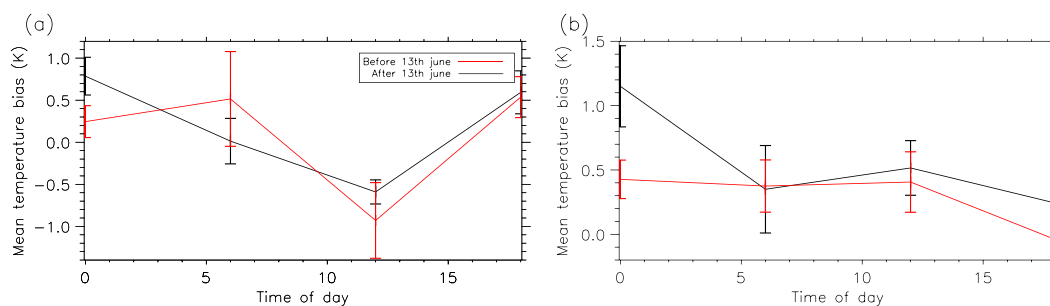 (a)
Mean temperature bias (K)
1.0
0.5
0.0
−0.5
−1.0
Before 13th june
After 13th june
0
5
10
15
Time of day
(b)
Mean temperature bias (K)
1.5
1.0
0.5
0.0
0
5
10
15
Time of day